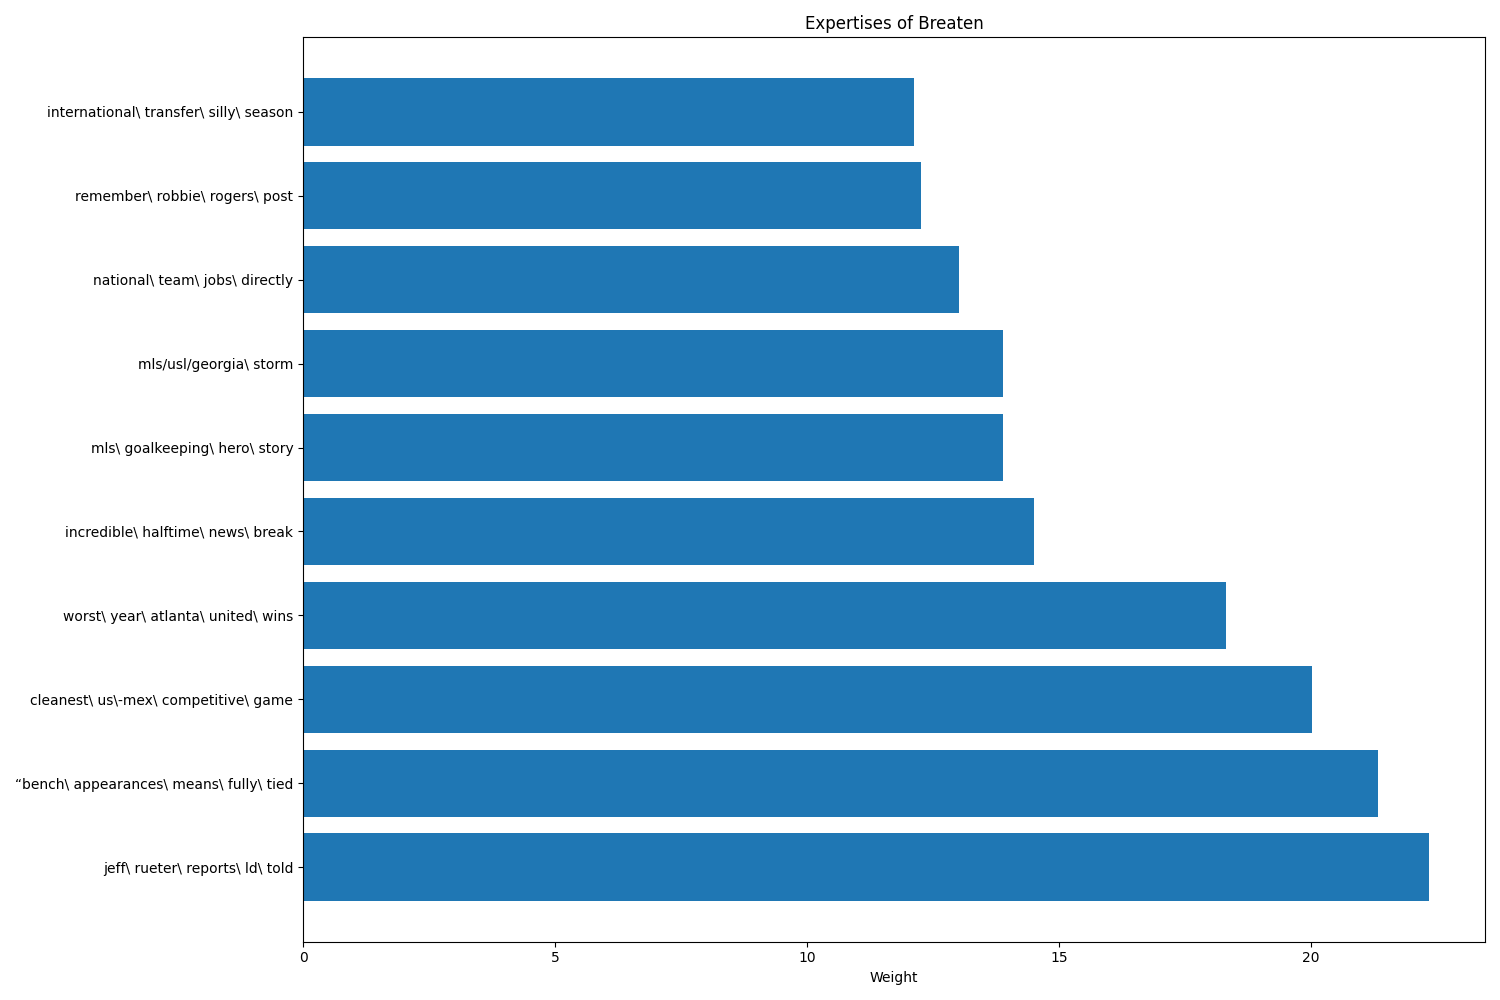 Expertises of Breaten
international\ transfer\ silly\ season
remember\ robbie\ rogers\ post
national\ team\ jobs\ directly
mls/usl/georgia\ storm
mls\ goalkeeping\ hero\ story
incredible\ halftime\ news\ break
worst\ year\ atlanta\ united\ wins
cleanest\ us\-mex\ competitive\ game
“bench\ appearances\ means\ fully\ tied
jeff\ rueter\ reports\ ld\ told
0 5 10 15 20
Weight